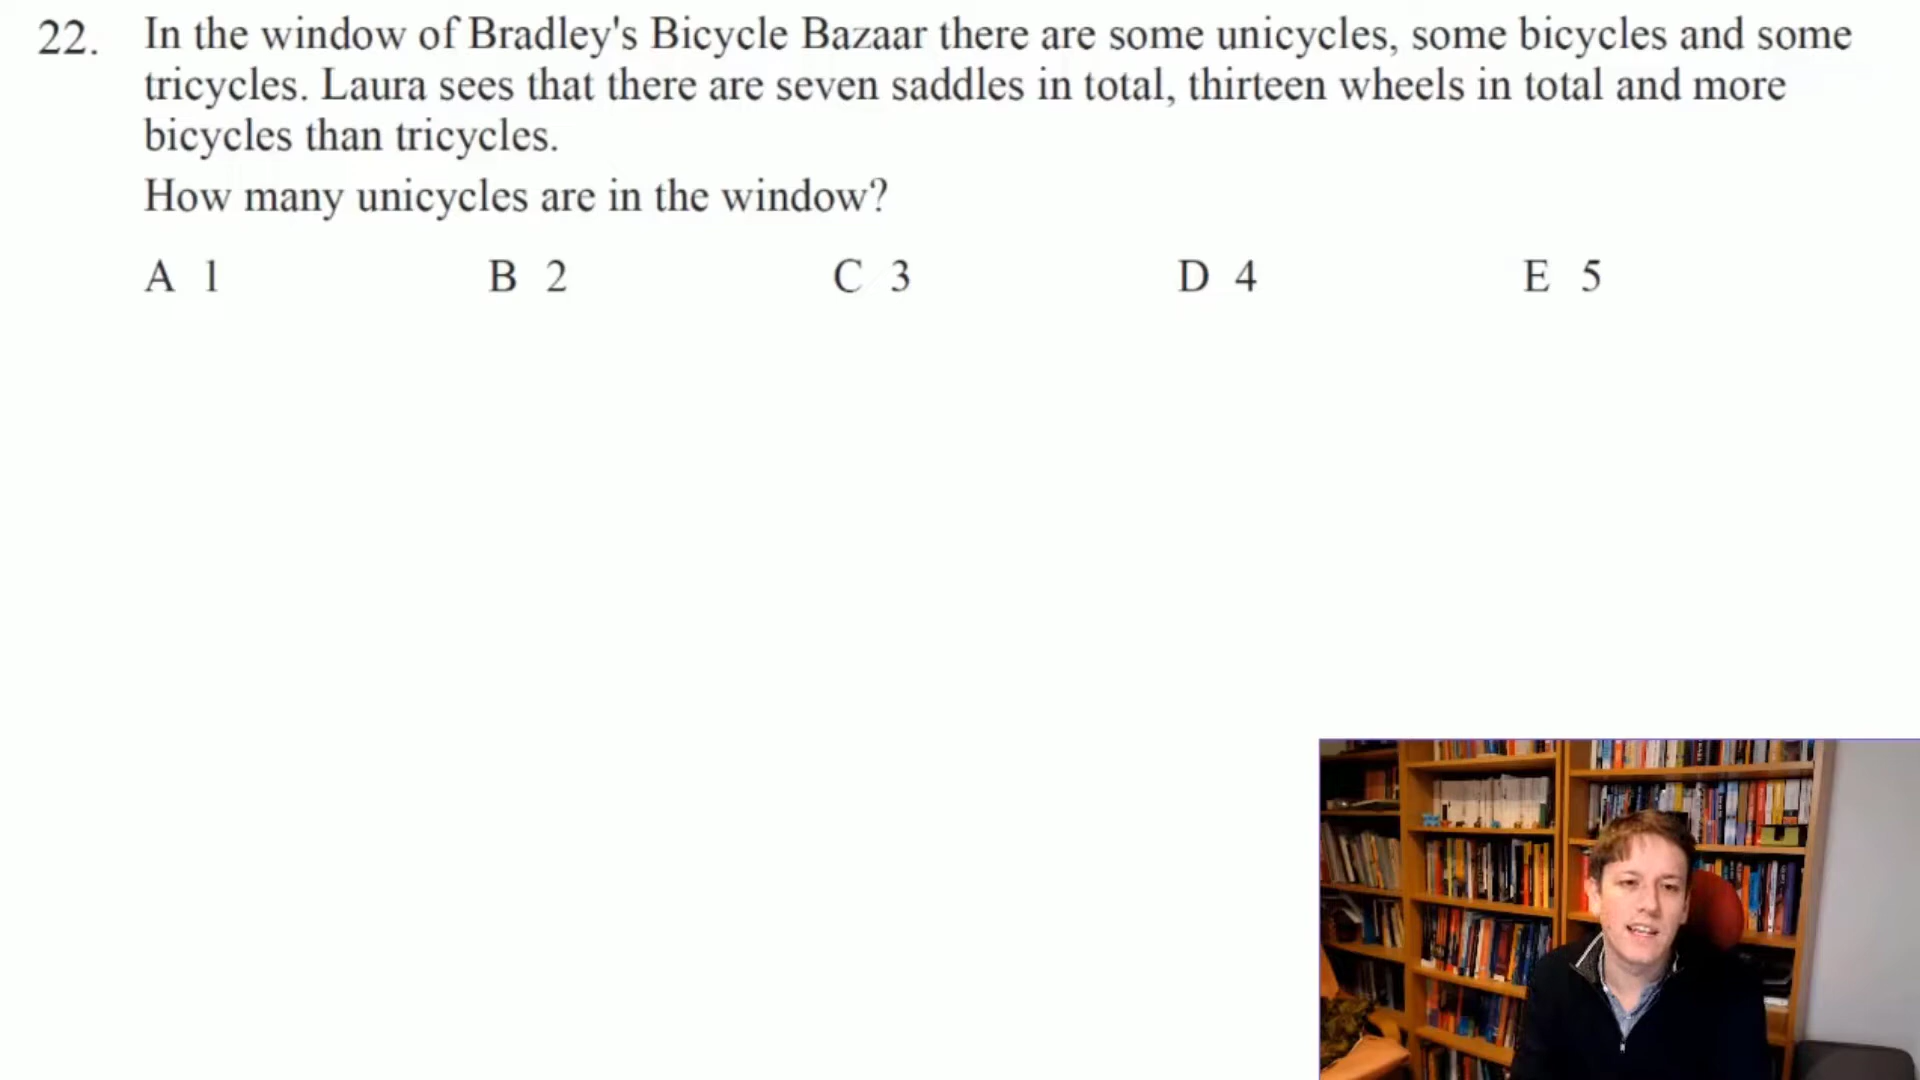 22. In the window of Bradley's Bicycle Bazaar there are some unicycles, some bicycles and some
tricycles. Laura sees that there are seven saddles in total, thirteen wheels in total and more
bicycles than tricycles.
How many unicycles are in the window?
A 1 B 2 C 3 D 4 E 5